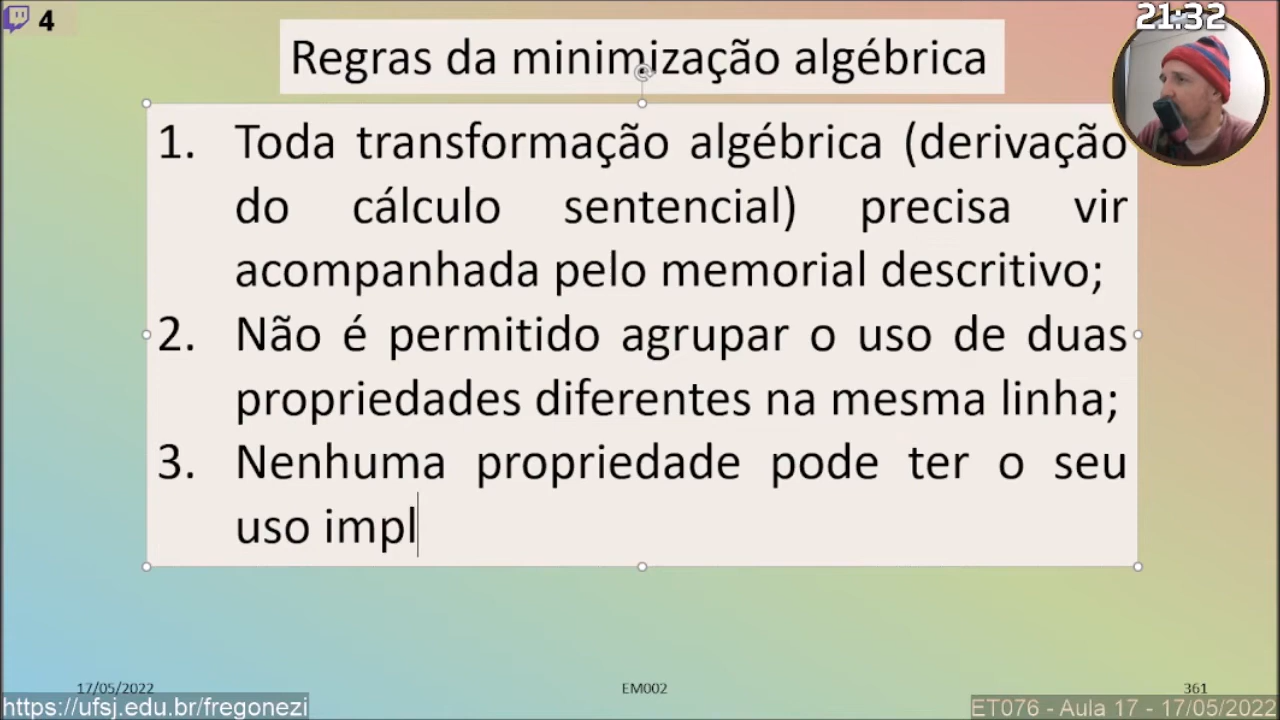 4
21:32
Regras da minimização algébrica
1. Toda transformação algébrica (derivação
do cálculo sentencial) precisa vir
acompanhada pelo memorial descritivo;
2. Não é permitido agrupar o uso de duas
propriedades diferentes na mesma linha;
3. Nenhuma propriedade pode ter o seu
uso impl
17/05/2022
EM002
361
https://ufsj.edu.br/fregonezi
ET076 - Aula 17 - 17/05/2022